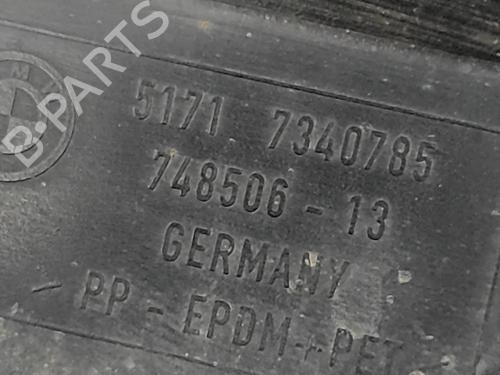 B-PARTS
5171 7340785
748506-13
GERMANY
PP-EPDM+PET